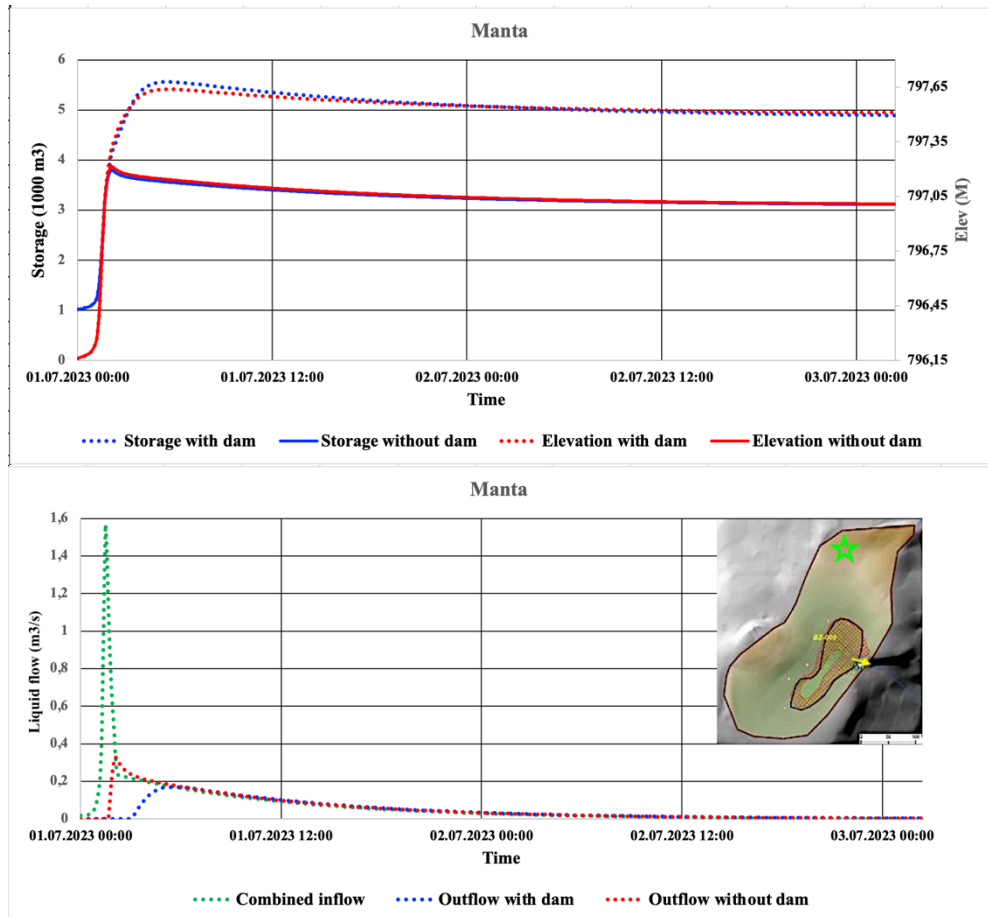 Manta
6
5
4
3
2
1
0
Storage (1000 m3)
797,65
797,35
797,05
796,75
796,45
796,15
Elev (M)
01.07.2023 00:00 01.07.2023 12:00 02.07.2023 00:00 02.07.2023 12:00 03.07.2023 00:00
Time
Storage with dam Storage without dam Elevation with dam Elevation without dam
Manta
1,6
1,4
1,2
1
0,8
0,6
0,4
0,2
0
Liquid flow (m3/s)
01.07.2023 00:00 01.07.2023 12:00 02.07.2023 00:00 02.07.2023 12:00 03.07.2023 00:00
Time
Combined inflow Outflow with dam Outflow without dam